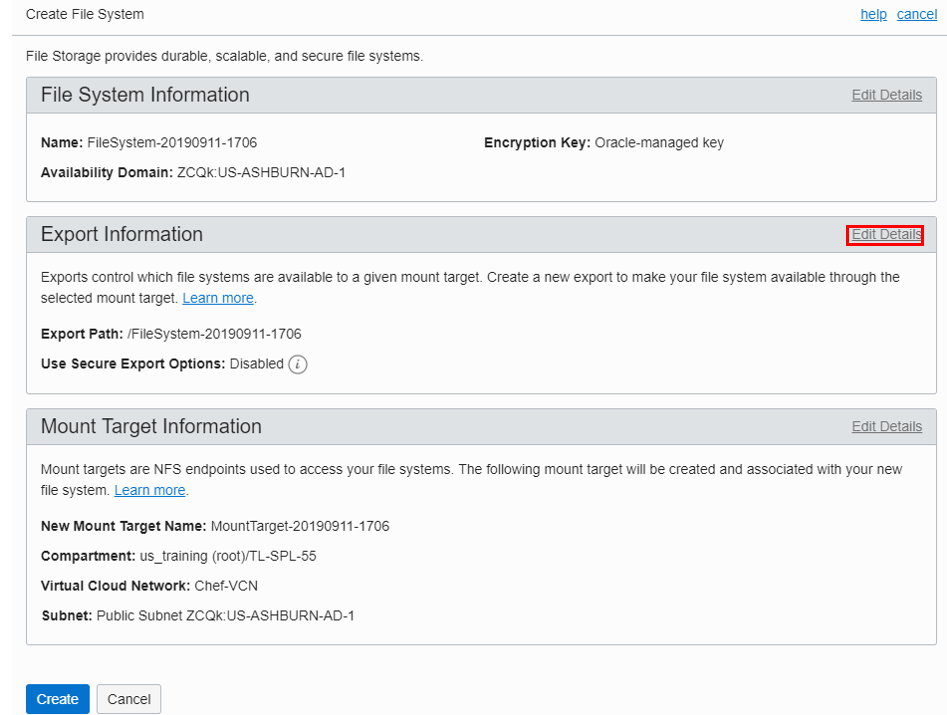 Create File System help cancel
File Storage provides durable, scalable, and secure file systems.
File System Information Edit Details
Name: FileSystem-20190911-1706 Encryption Key: Oracle-managed key
Availability Domain: ZCQk:US-ASHBURN-AD-1
Export Information Edit Details
Exports control which file systems are available to a given mount target. Create a new export to make your file system available through the
selected mount target. Learn more.
Export Path: /FileSystem-20190911-1706
Use Secure Export Options: Disabled i
Mount Target Information Edit Details
Mount targets are NFS endpoints used to access your file systems. The following mount target will be created and associated with your new
file system. Learn more.
New Mount Target Name: MountTarget-20190911-1706
Compartment: us_training (root)/TL-SPL-55
Virtual Cloud Network: Chef-VCN
Subnet: Public Subnet ZCQk:US-ASHBURN-AD-1
Create Cancel